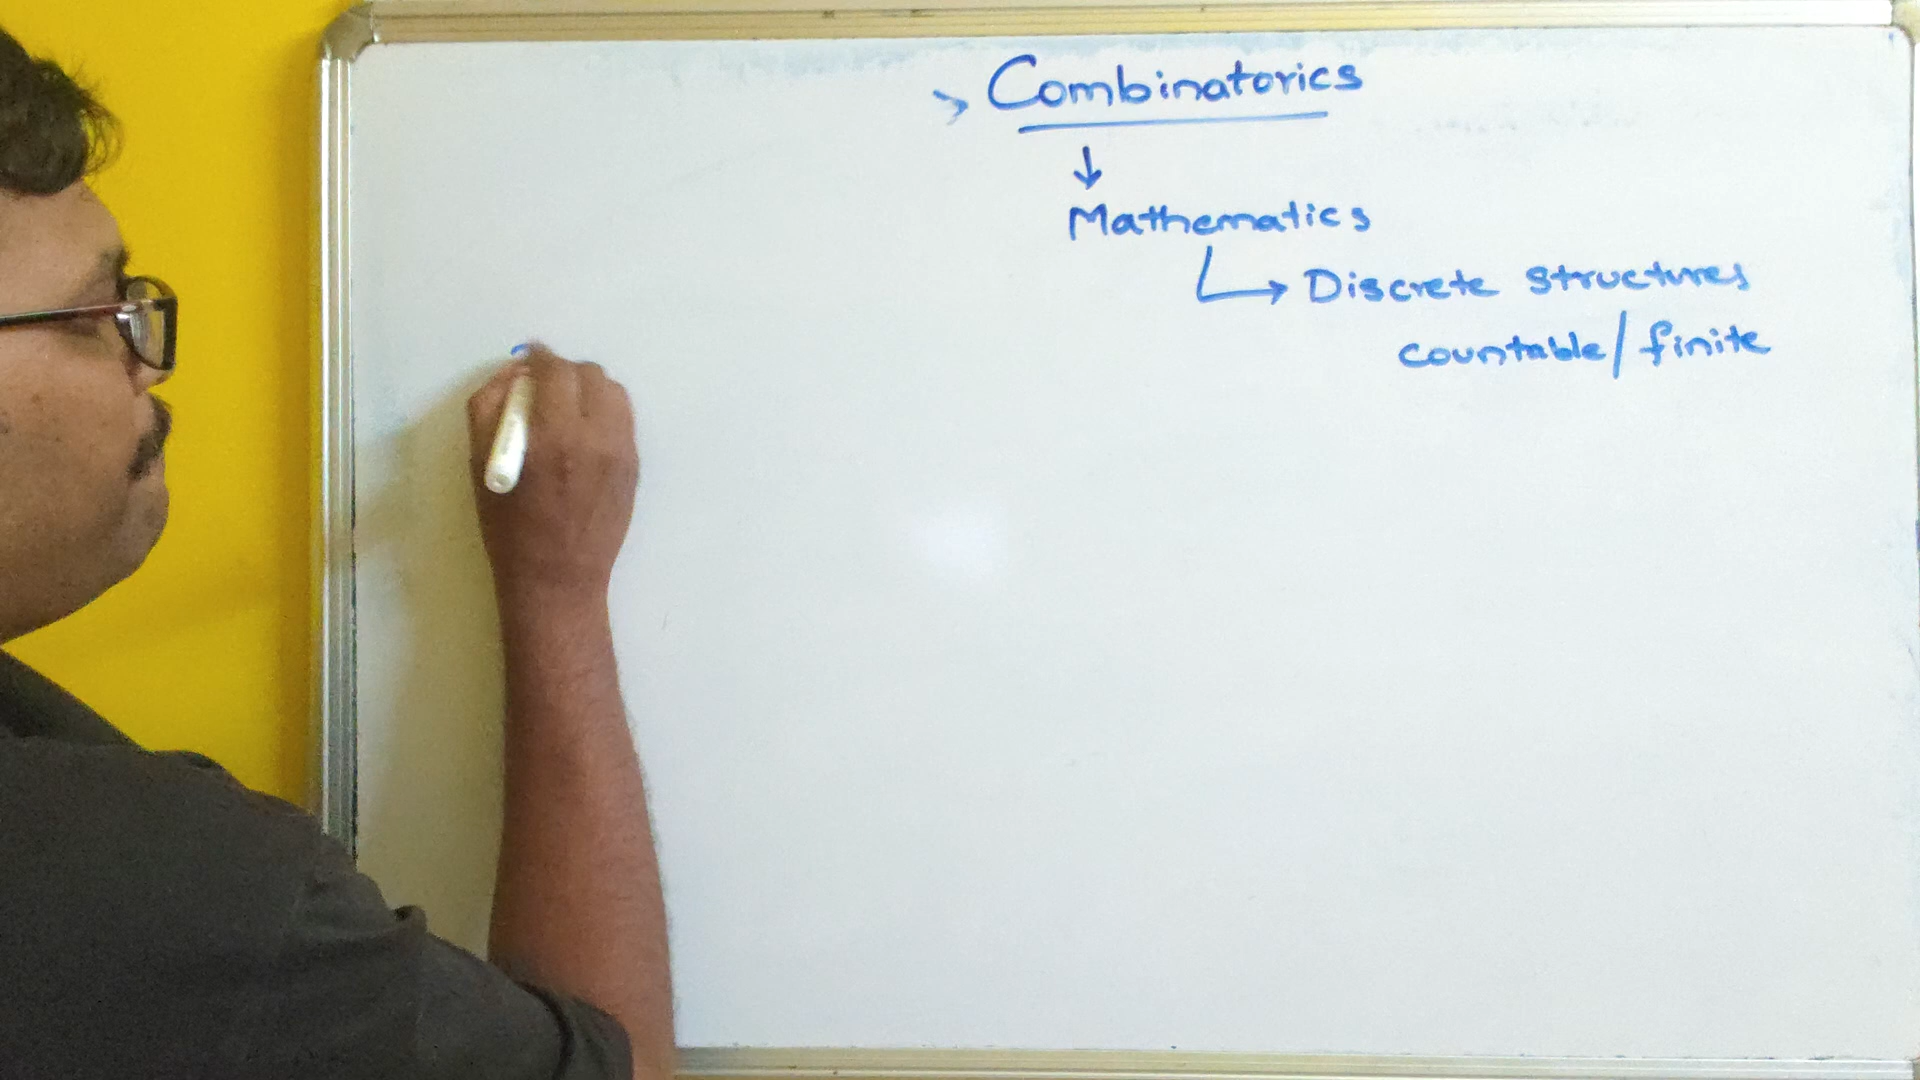 Combinatorics
↓
Mathematics
↳ Discrete structures
countable/finite